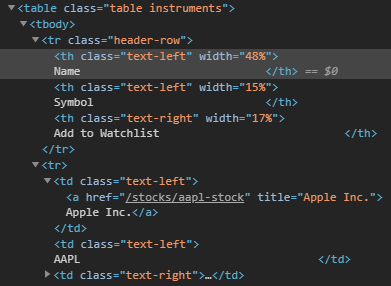 ▼<table class="table instruments">
▼<tbody>
▼<tr class="header-row">
<th class="text-left" width="48%">
Name </th> == $0
<th class="text-left" width="15%">
Symbol </th>
<th class="text-right" width="17%">
Add to Watchlist </th>
</tr>
▼<tr>
▼<td class="text-left">
<a href="/stocks/aapl-stock" title="Apple Inc.">
Apple Inc.</a>
</td>
<td class="text-left">
AAPL </td>
▶<td class="text-right">…</td>